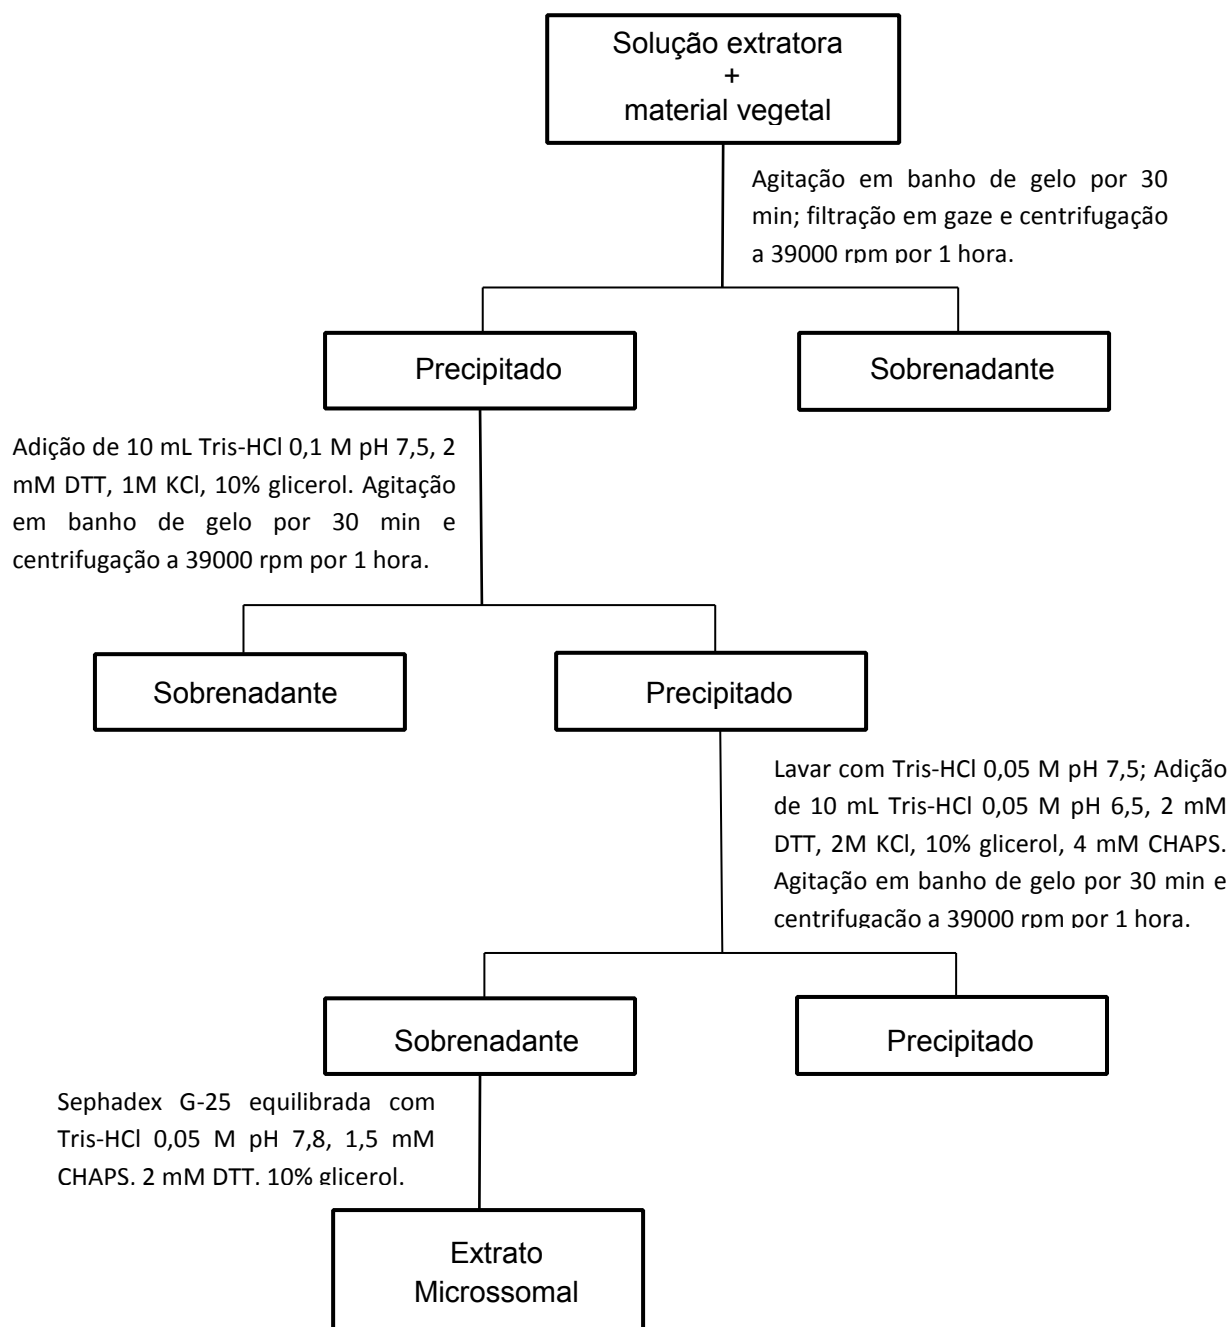 Solução extratora
+
material vegetal
Agitação em banho de gelo por 30
min; filtração em gaze e centrifugação
a 39000 rpm por 1 hora.
Precipitado
Sobrenadante
Adição de 10 mL Tris-HCl 0,1 M pH 7,5, 2
mM DTT, 1M KCl, 10% glicerol. Agitação
em banho de gelo por 30 min e
centrifugação a 39000 rpm por 1 hora.
Sobrenadante
Precipitado
Lavar com Tris-HCl 0,05 M pH 7,5; Adição
de 10 mL Tris-HCl 0,05 M pH 6,5, 2 mM
DTT, 2M KCl, 10% glicerol, 4 mM CHAPS.
Agitação em banho de gelo por 30 min e
centrifugação a 39000 rpm por 1 hora.
Sobrenadante
Precipitado
Sephadex G-25 equilibrada com
Tris-HCl 0,05 M pH 7,8, 1,5 mM
CHAPS, 2 mM DTT, 10% glicerol.
Extrato
Microssomal